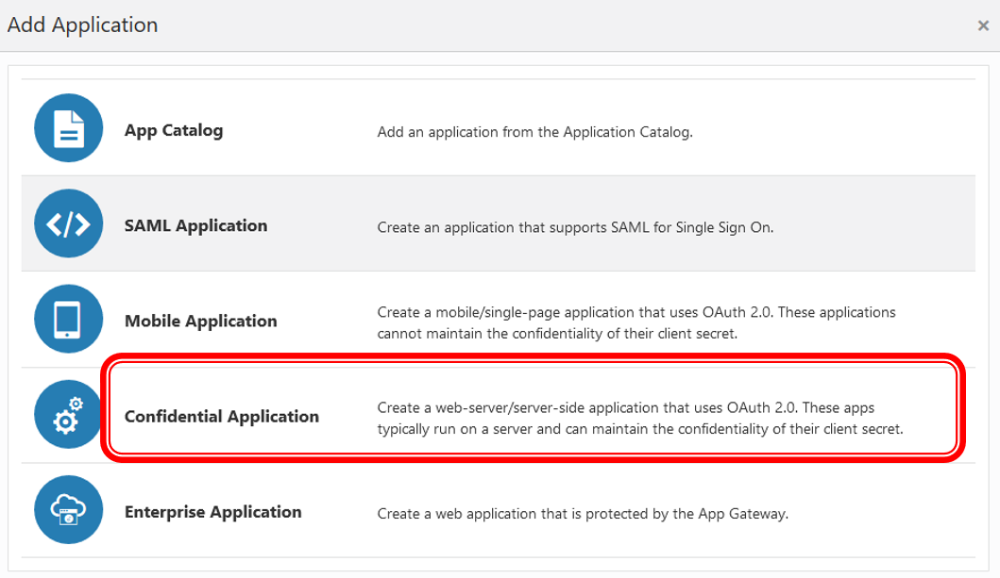 Add Application
×
App Catalog
Add an application from the Application Catalog.
SAML Application
Create an application that supports SAML for Single Sign On.
Mobile Application
Create a mobile/single-page application that uses OAuth 2.0. These applications
cannot maintain the confidentiality of their client secret.
Confidential Application
Create a web-server/server-side application that uses OAuth 2.0. These apps
typically run on a server and can maintain the confidentiality of their client secret.
Enterprise Application
Create a web application that is protected by the App Gateway.